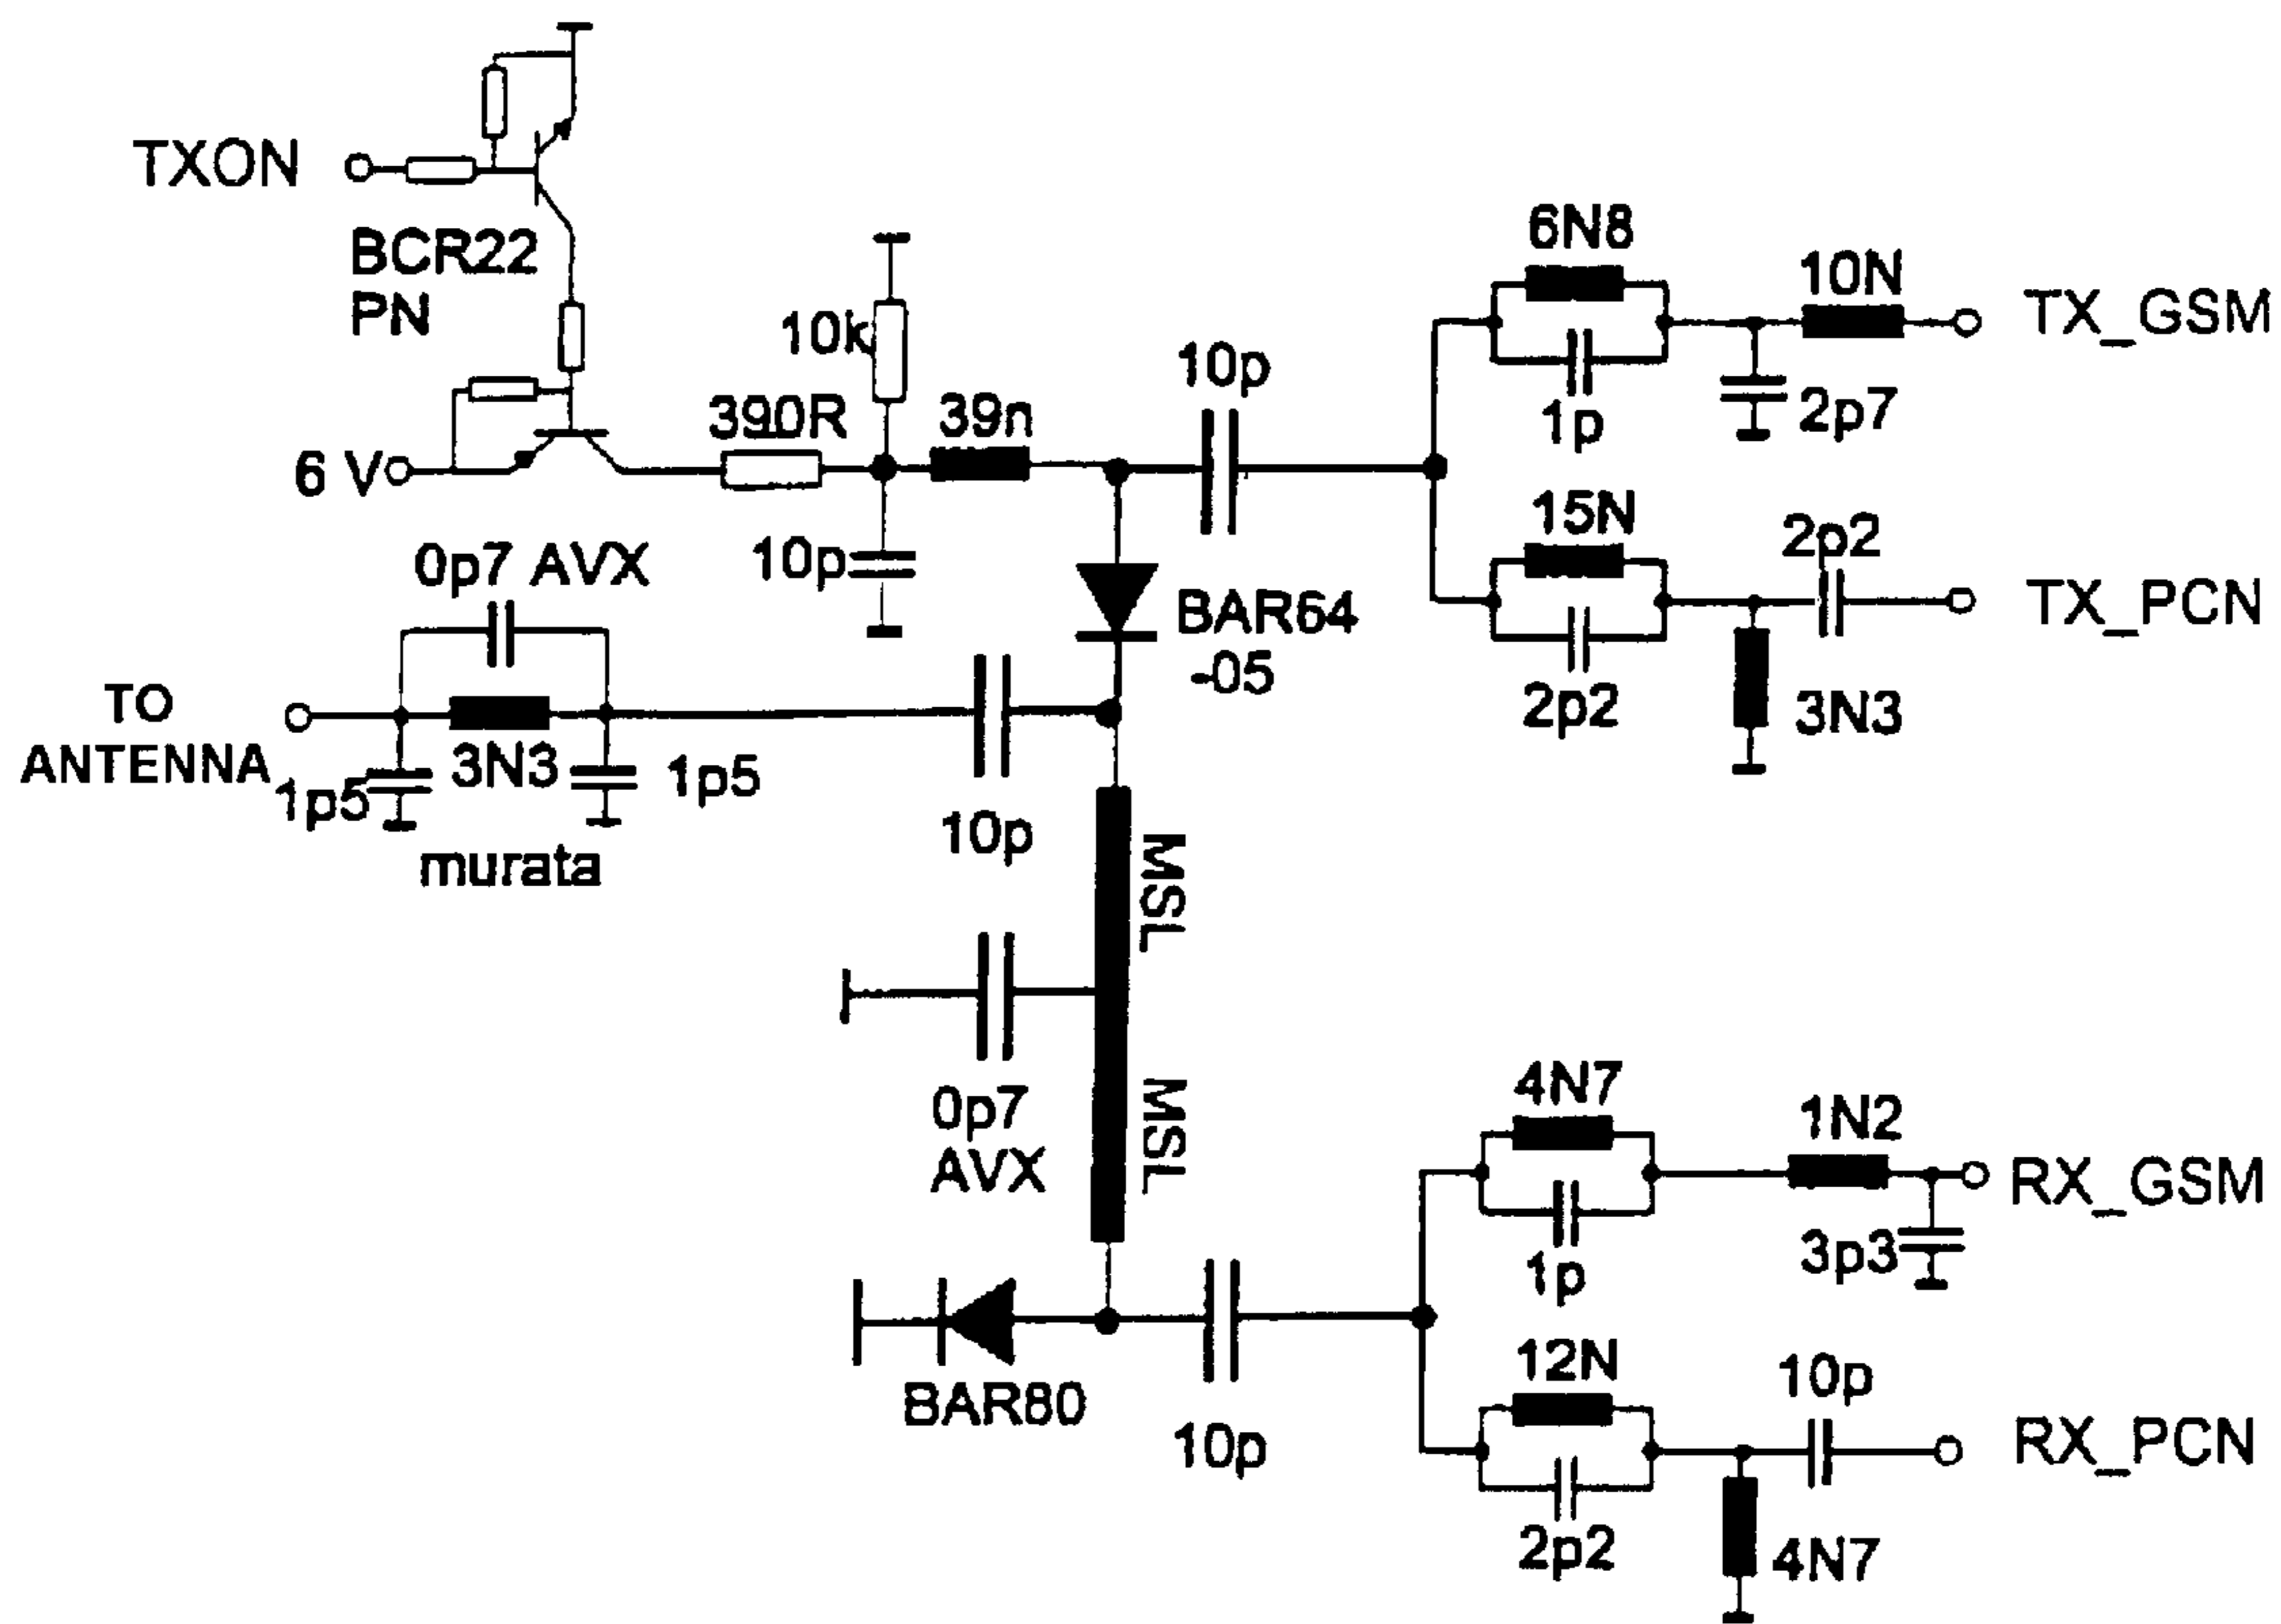 TXON
BCR22
PN
6N8
10N
TX_GSM
10k
10p
1p
2p7
390R
39n
6 V
15N
2p2
0p7 AVX
10p
BAR64
-05
TX_PCN
2p2
3N3
TO
ANTENNA
1p5
3N3
1p5
10p
murata
MSL
0p7
AVX
MSL
4N7
1N2
RX_GSM
1p
3p3
BAR80
10p
12N
10p
RX_PCN
2p2
4N7